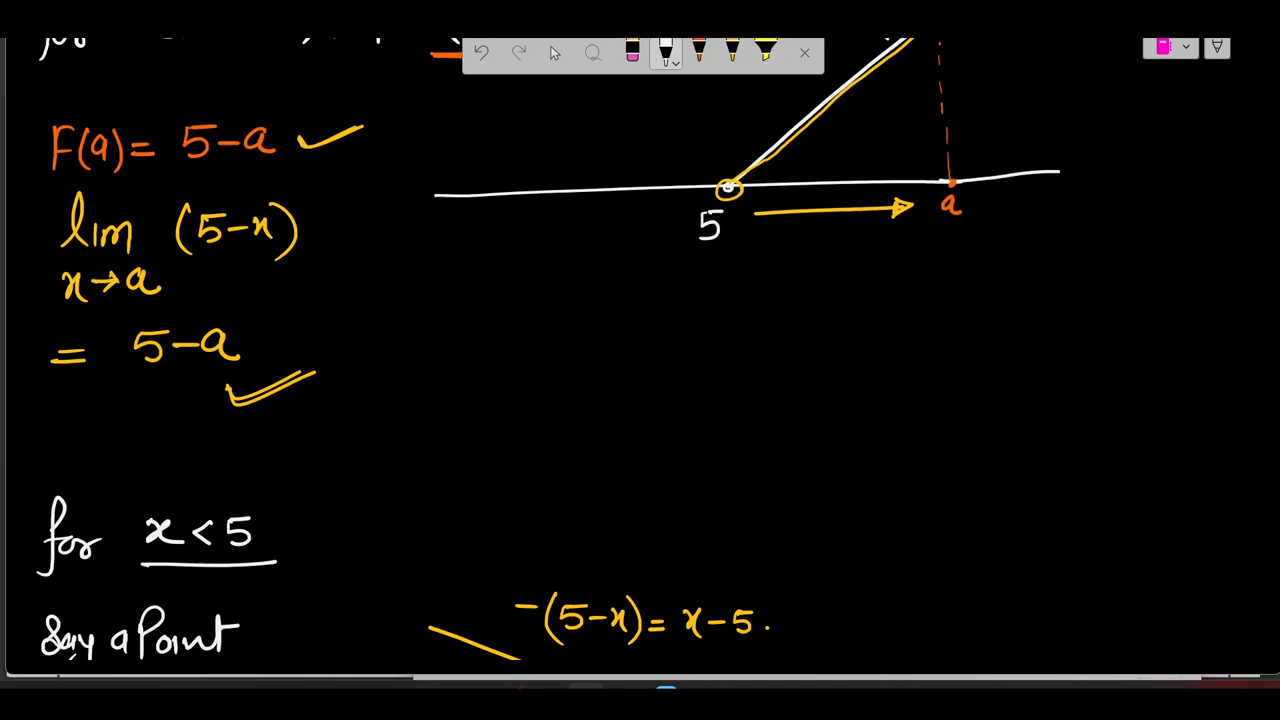 F(a) = 5-a
lim (5-x)
x→a
= 5-a
5
a
for x < 5
Say a Point
-(5-x) = x-5.